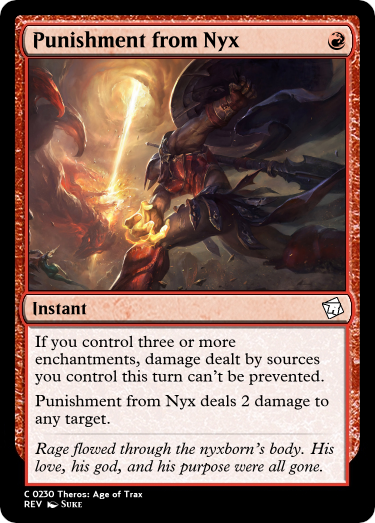 Punishment from Nyx
Instant
If you control three or more
enchantments, damage dealt by sources
you control this turn can't be prevented.
Punishment from Nyx deals 2 damage to
any target.
Rage flowed through the nyxborn's body. His
love, his god, and his purpose were all gone.
C 0230 Theros: Age of Trax
REV Suke